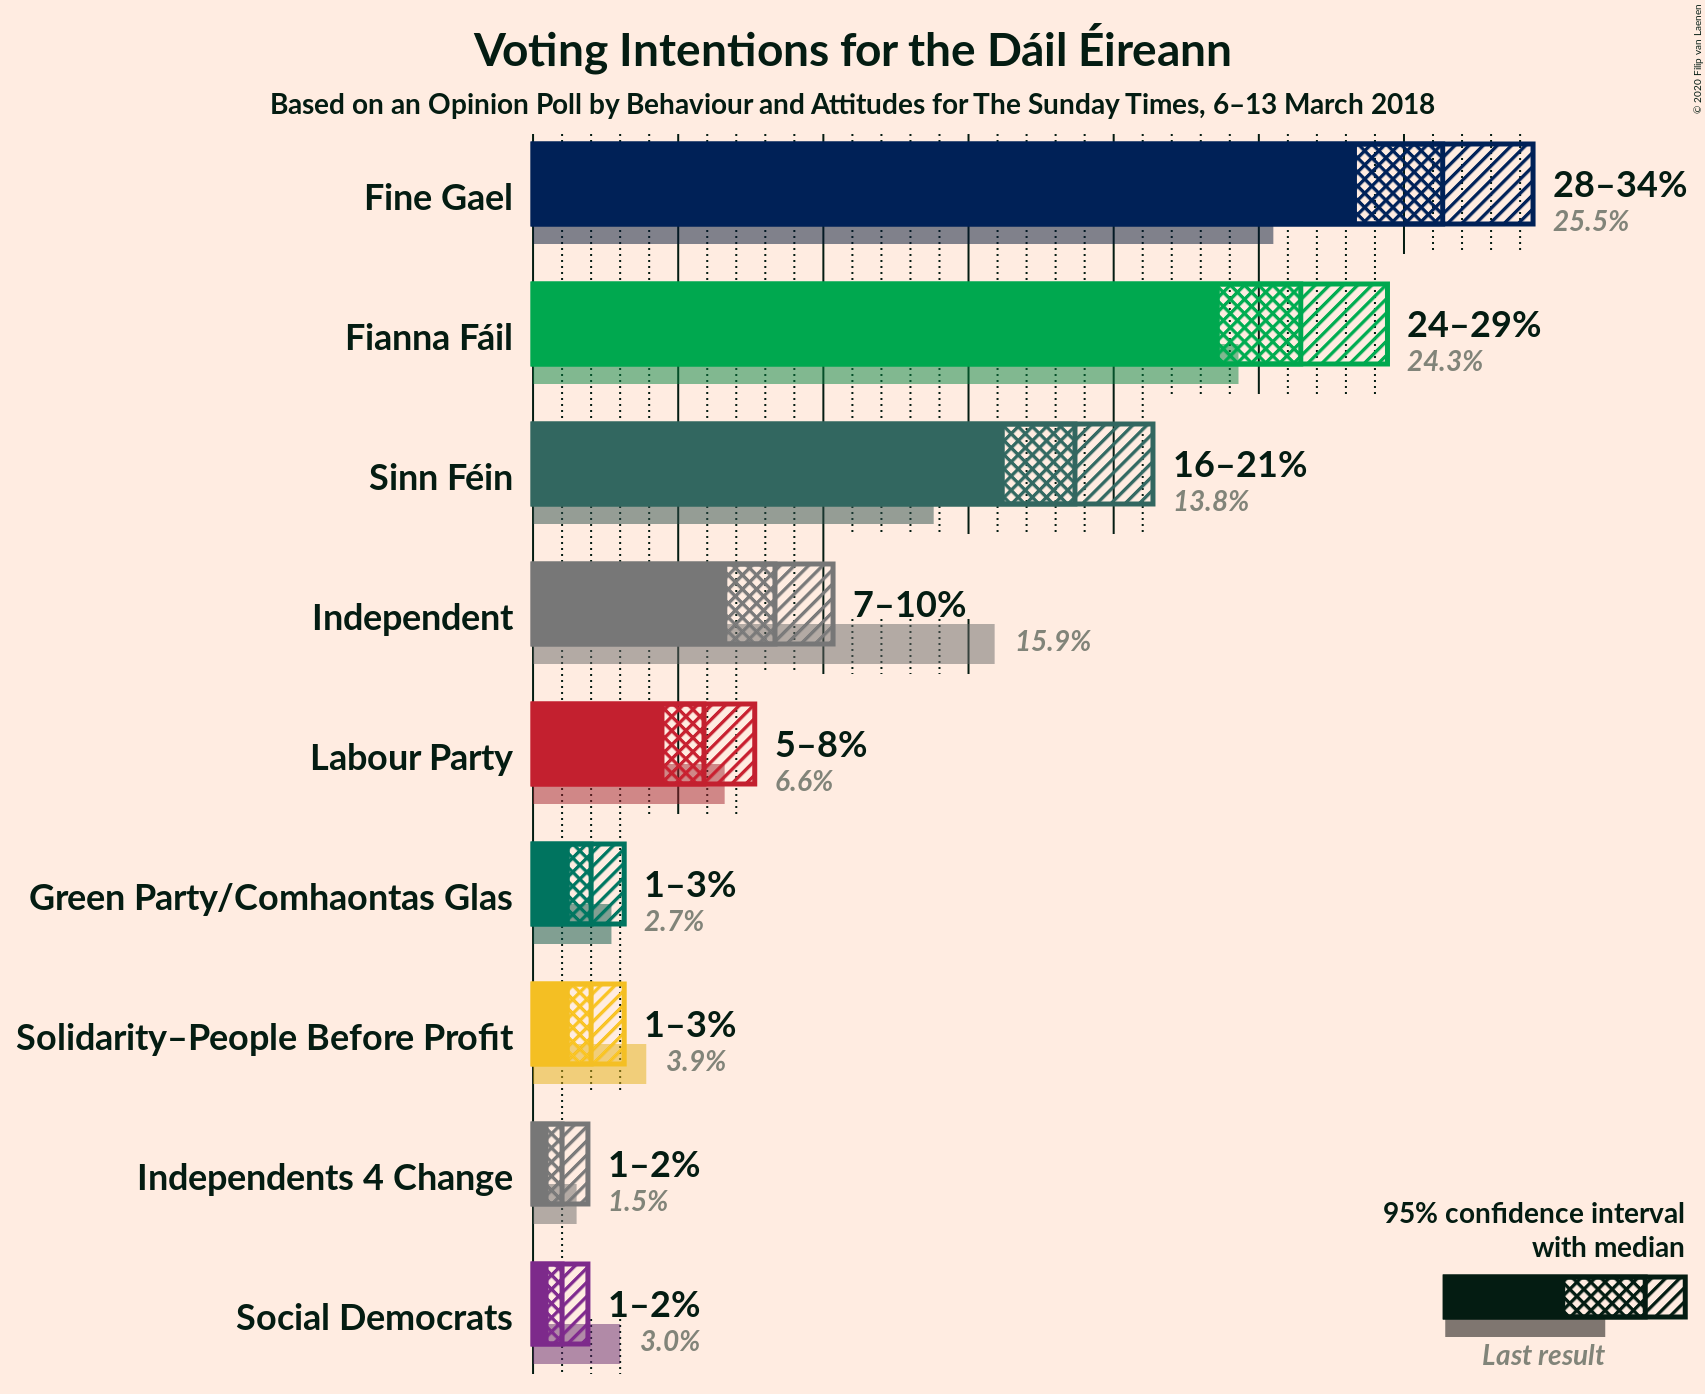 Voting Intentions for the Dáil Éireann
Based on an Opinion Poll by Behaviour and Attitudes for The Sunday Times, 6–13 March 2018
© 2020 Filip van Laenen
Fine Gael
28–34%
25.5%
Fianna Fáil
24–29%
24.3%
Sinn Féin
16–21%
13.8%
Independent
7–10%
15.9%
Labour Party
5–8%
6.6%
Green Party/Comhaontas Glas
1–3%
2.7%
Solidarity–People Before Profit
1–3%
3.9%
Independents 4 Change
1–2%
1.5%
Social Democrats
1–2%
3.0%
95% confidence interval
with median
Last result